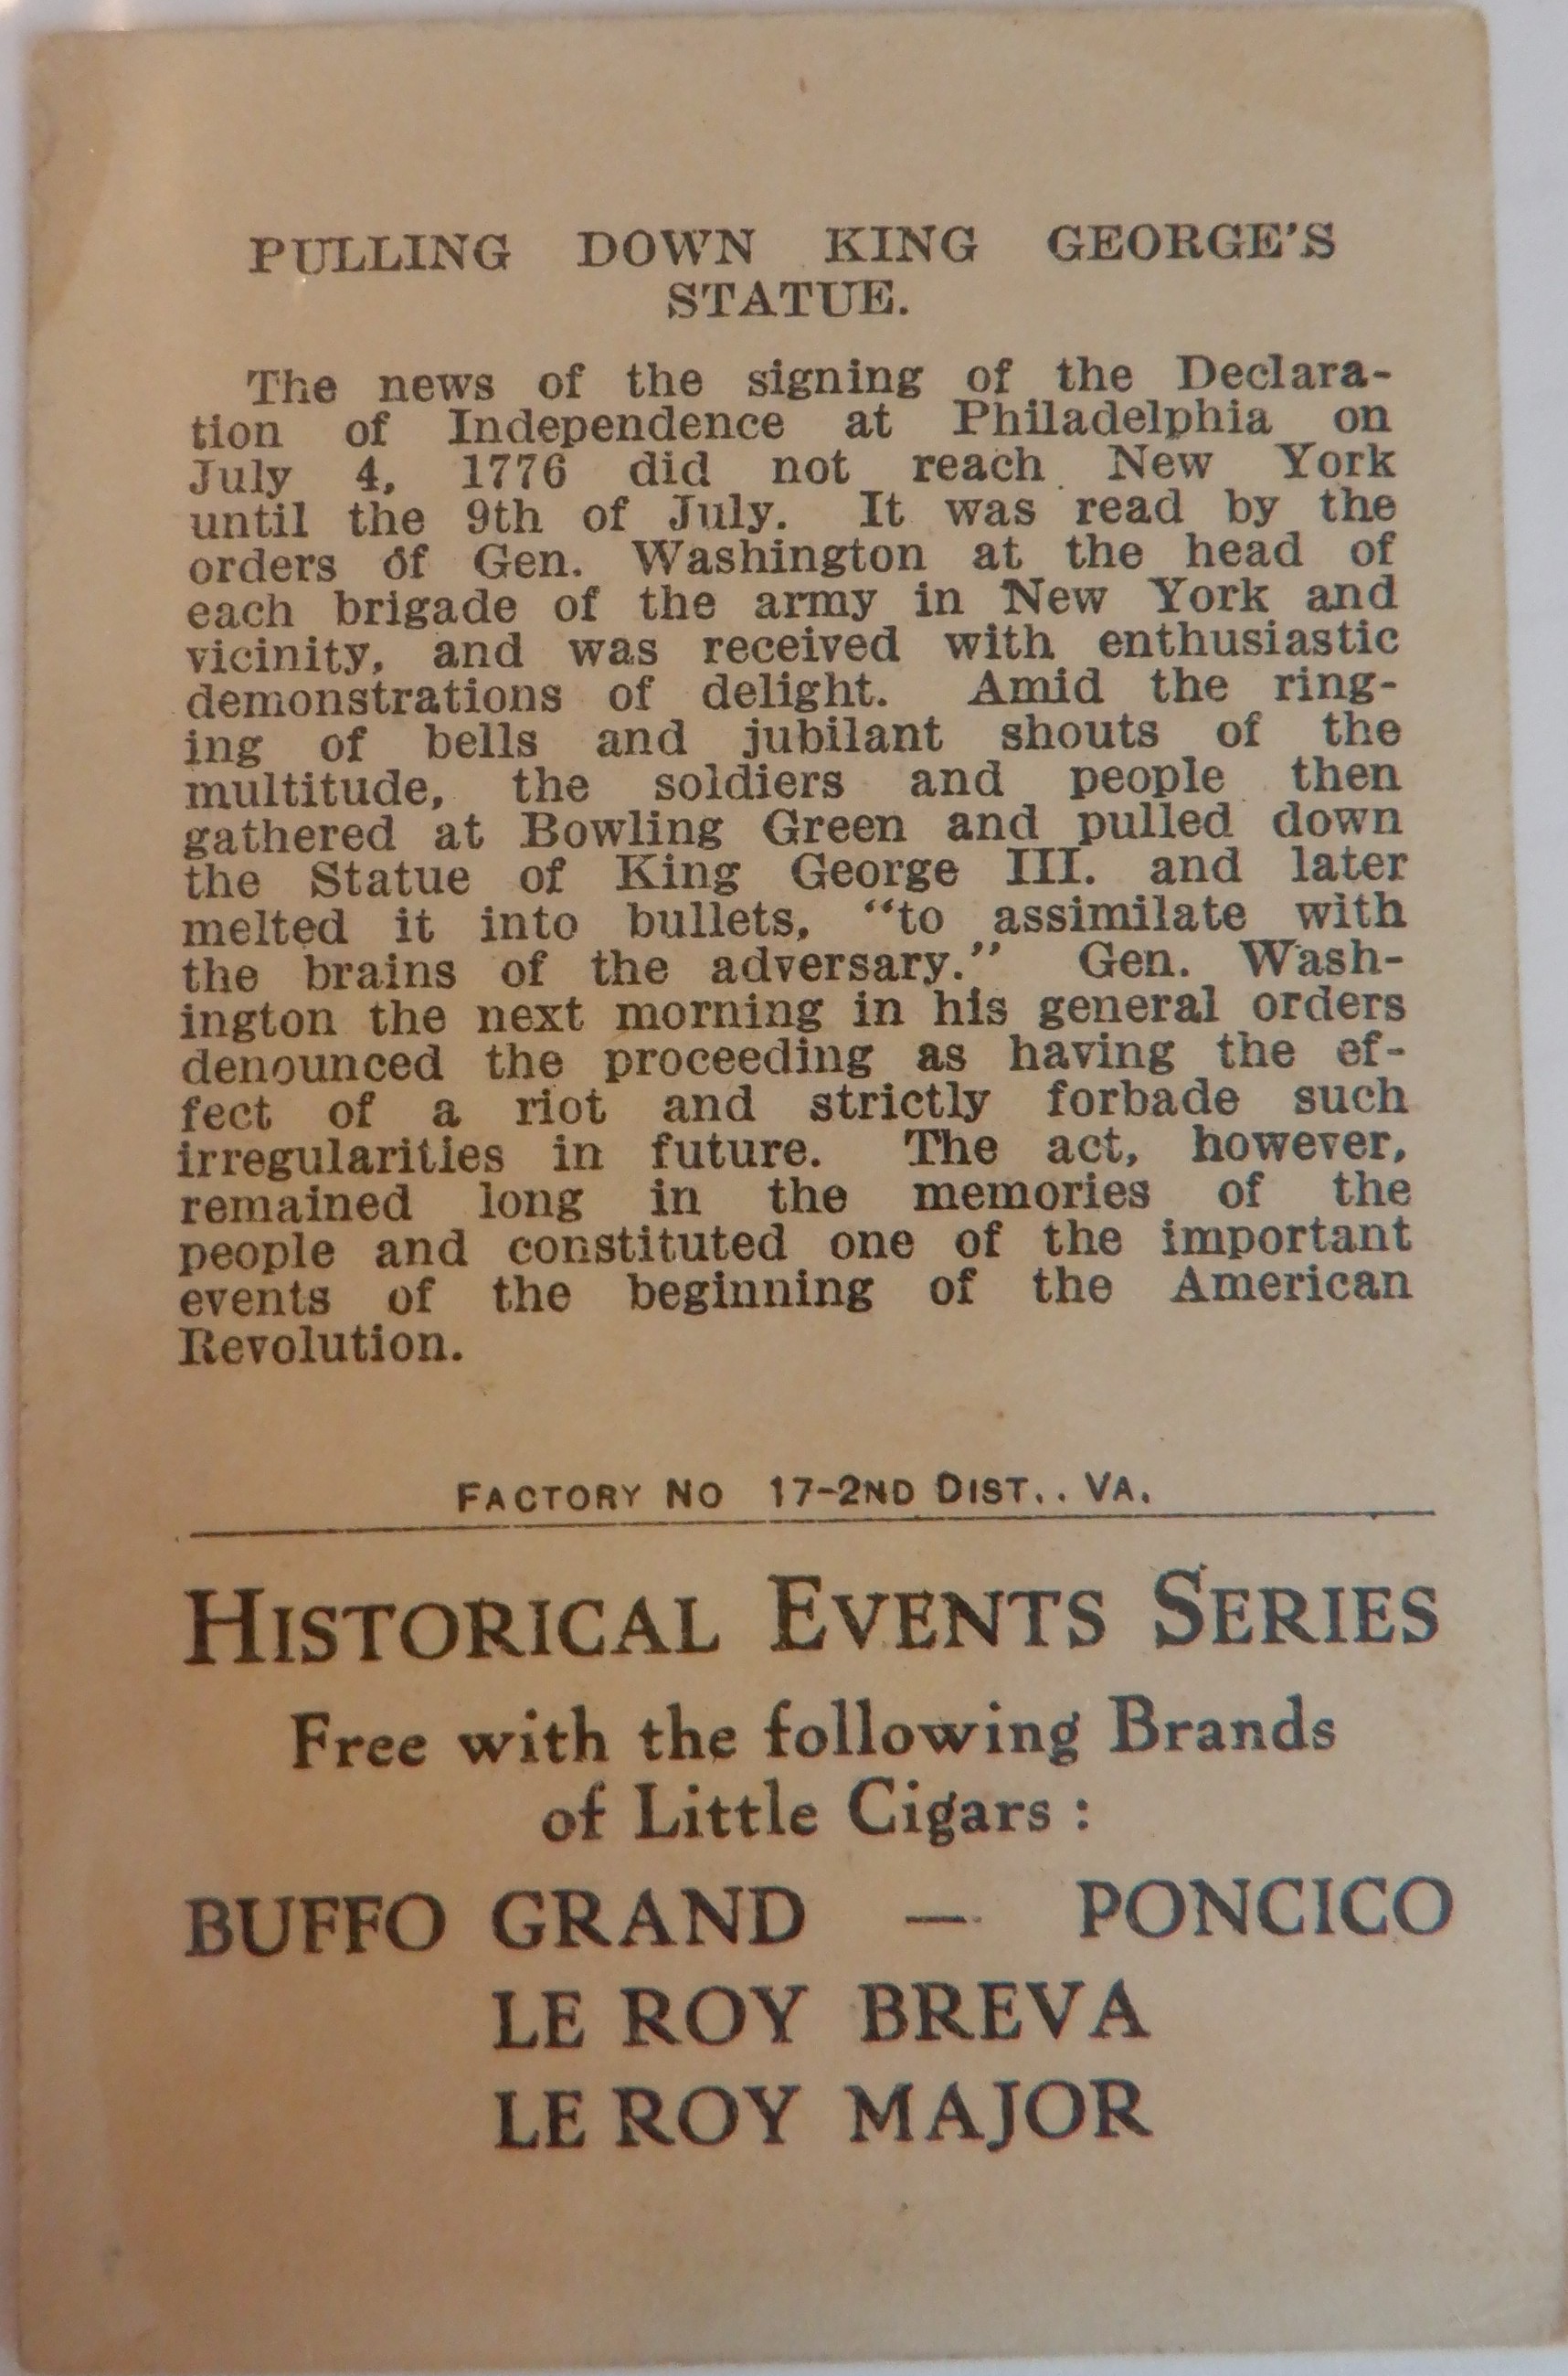 PULLING DOWN KING GEORGE'S
STATUE.
The news of the signing of the Declara-
tion of Independence at Philadelphia on
July 4, 1776 did not reach New York
until the 9th of July. It was read by the
orders of Gen. Washington at the head of
each brigade of the army in New York and
vicinity, and was received with enthusiastic
demonstrations of delight. Amid the ring-
ing of bells and jubilant shouts of the
multitude, the soldiers and people then
gathered at Bowling Green and pulled down
the Statue of King George III. and later
melted it into bullets, “to assimilate with
the brains of the adversary.” Gen. Wash-
ington the next morning in his general orders
denounced the proceeding as having the ef-
fect of a riot and strictly forbade such
irregularities in future. The act, however,
remained long in the memories of the
people and constituted one of the important
events of the beginning of the American
Revolution.
FACTORY NO 17-2ND DIST.. VA.
HISTORICAL EVENTS SERIES
Free with the following Brands
of Little Cigars :
BUFFO GRAND — PONCICO
LE ROY BREVA
LE ROY MAJOR